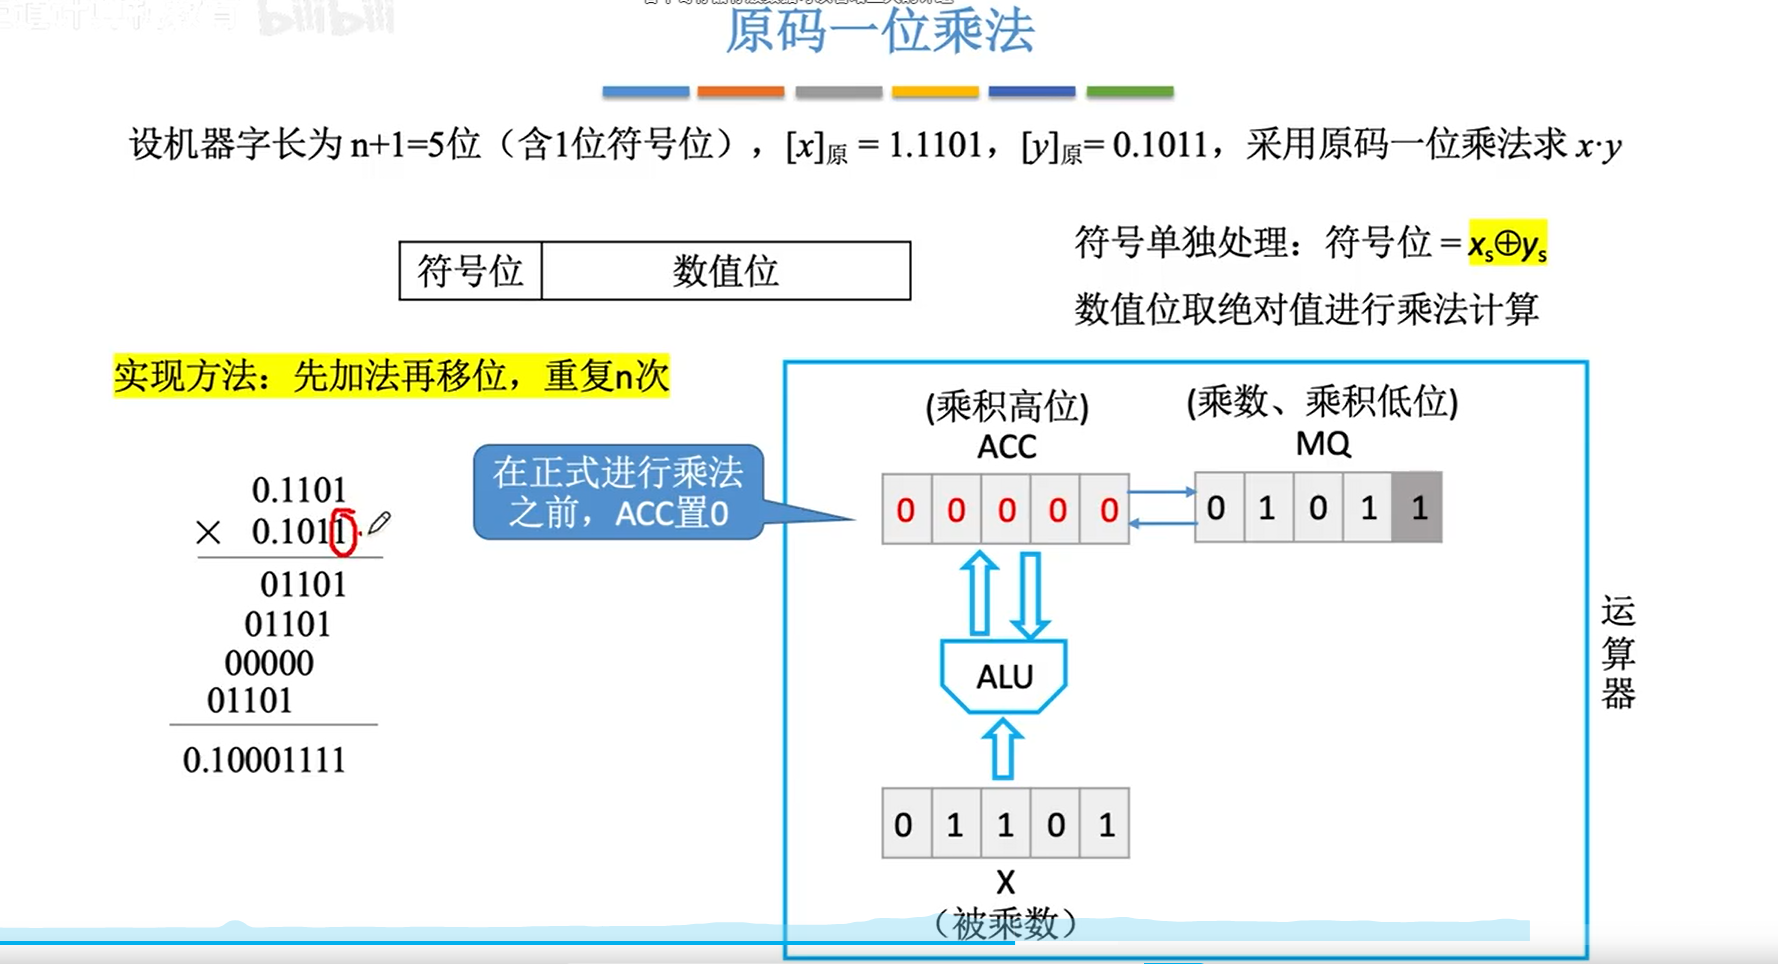 bilibili
原码一位乘法
设机器字长为 n+1=5位（含1位符号位），[x]原 = 1.1101，[y]原= 0.1011，采用原码一位乘法求 x·y
符号位 数值位
符号单独处理：符号位 = xs⊕ys
数值位取绝对值进行乘法计算
实现方法：先加法再移位，重复n次
0.1101
× 0.1011
01101
01101
00000
01101
0.10001111
在正式进行乘法
之前，ACC置0
(乘积高位)
ACC
0 0 0 0 0
(乘数、乘积低位)
MQ
0 1 0 1 1
ALU
0 1 1 0 1
X
（被乘数）
运算器